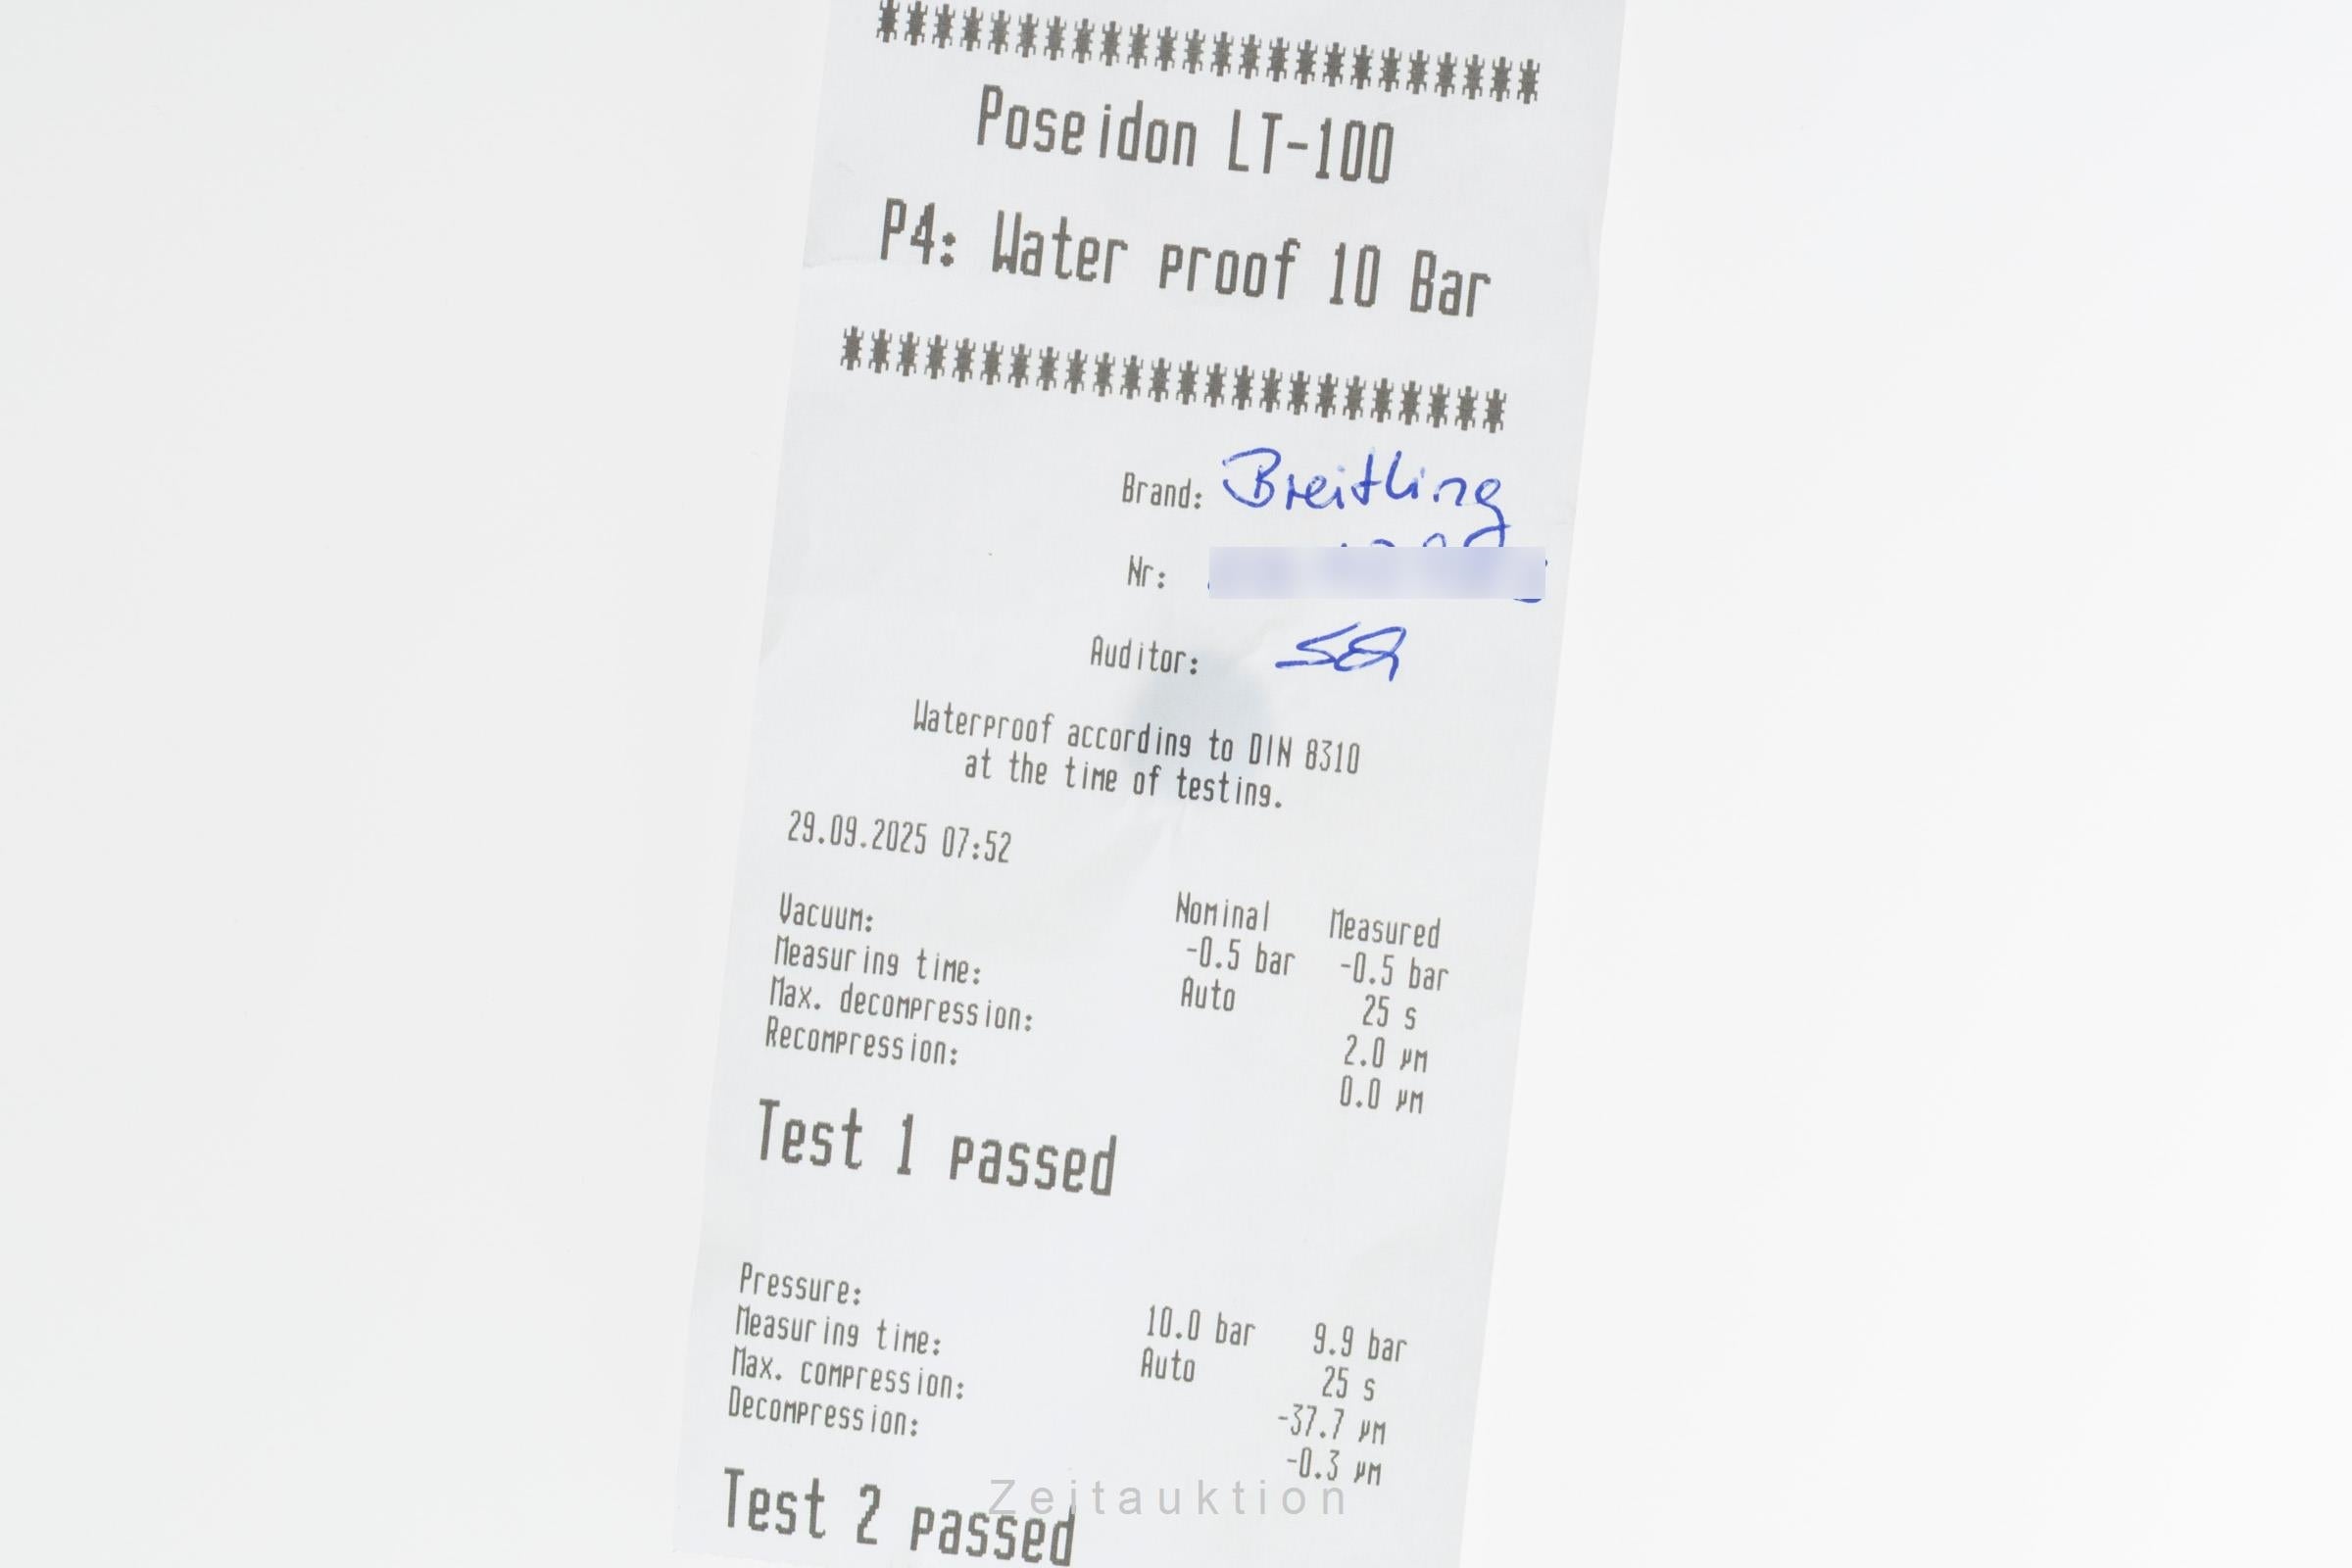 ************************
Poseidon LT-100
P4: Water proof 10 Bar
************************
Brand: Breitling
Nr:
Auditor:
Waterproof according to DIN 8310
at the time of testing.
29.09.2025 07:52
Nominal Measured
Vacuum: -0.5 bar -0.5 bar
Measuring time: Auto 25 s
Max. decompression: 2.0 µm
Recompression: 0.0 µm
Test 1 passed
Pressure: 10.0 bar 9.9 bar
Measuring time: Auto 25 s
Max. compression: -37.7 µm
Decompression: -0.3 µm
Test 2 passed
Zeitauktion